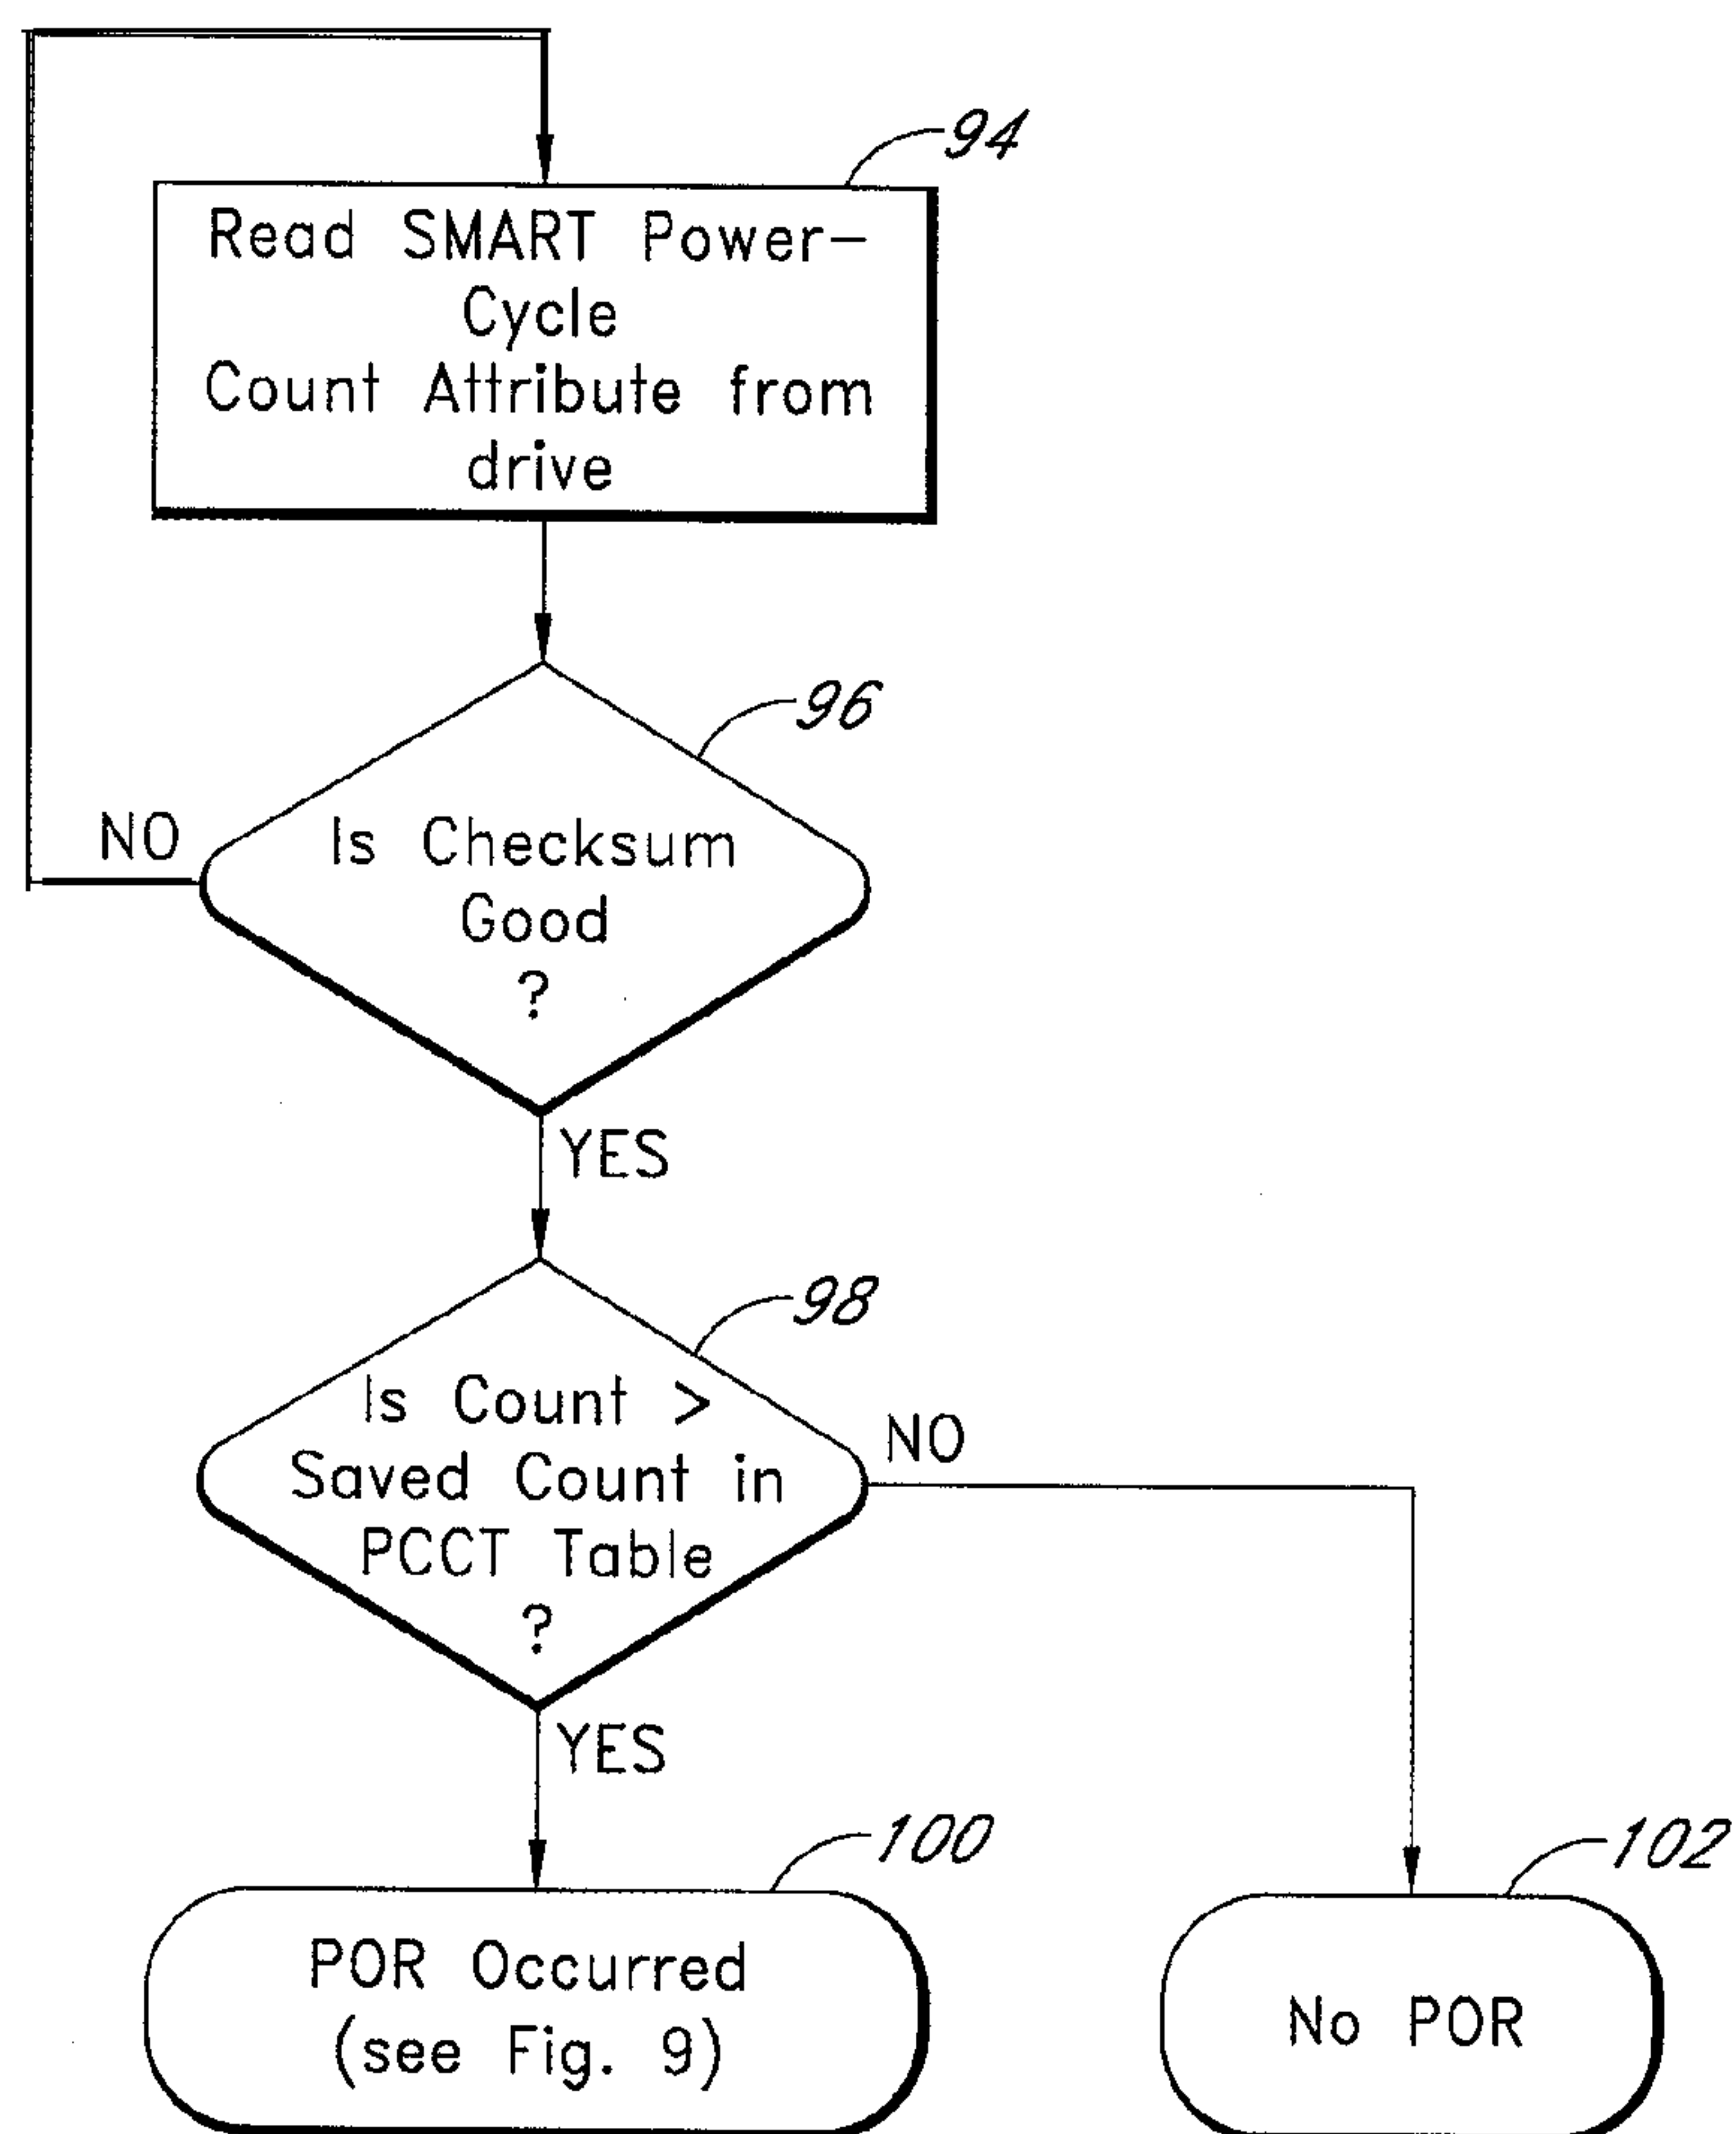 94
Read SMART Power-
Cycle
Count Attribute from
drive
96
NO
Is Checksum
Good
?
YES
98
Is Count >
Saved Count in
PCCT Table
?
NO
YES
100
POR Occurred
(see Fig. 9)
102
No POR